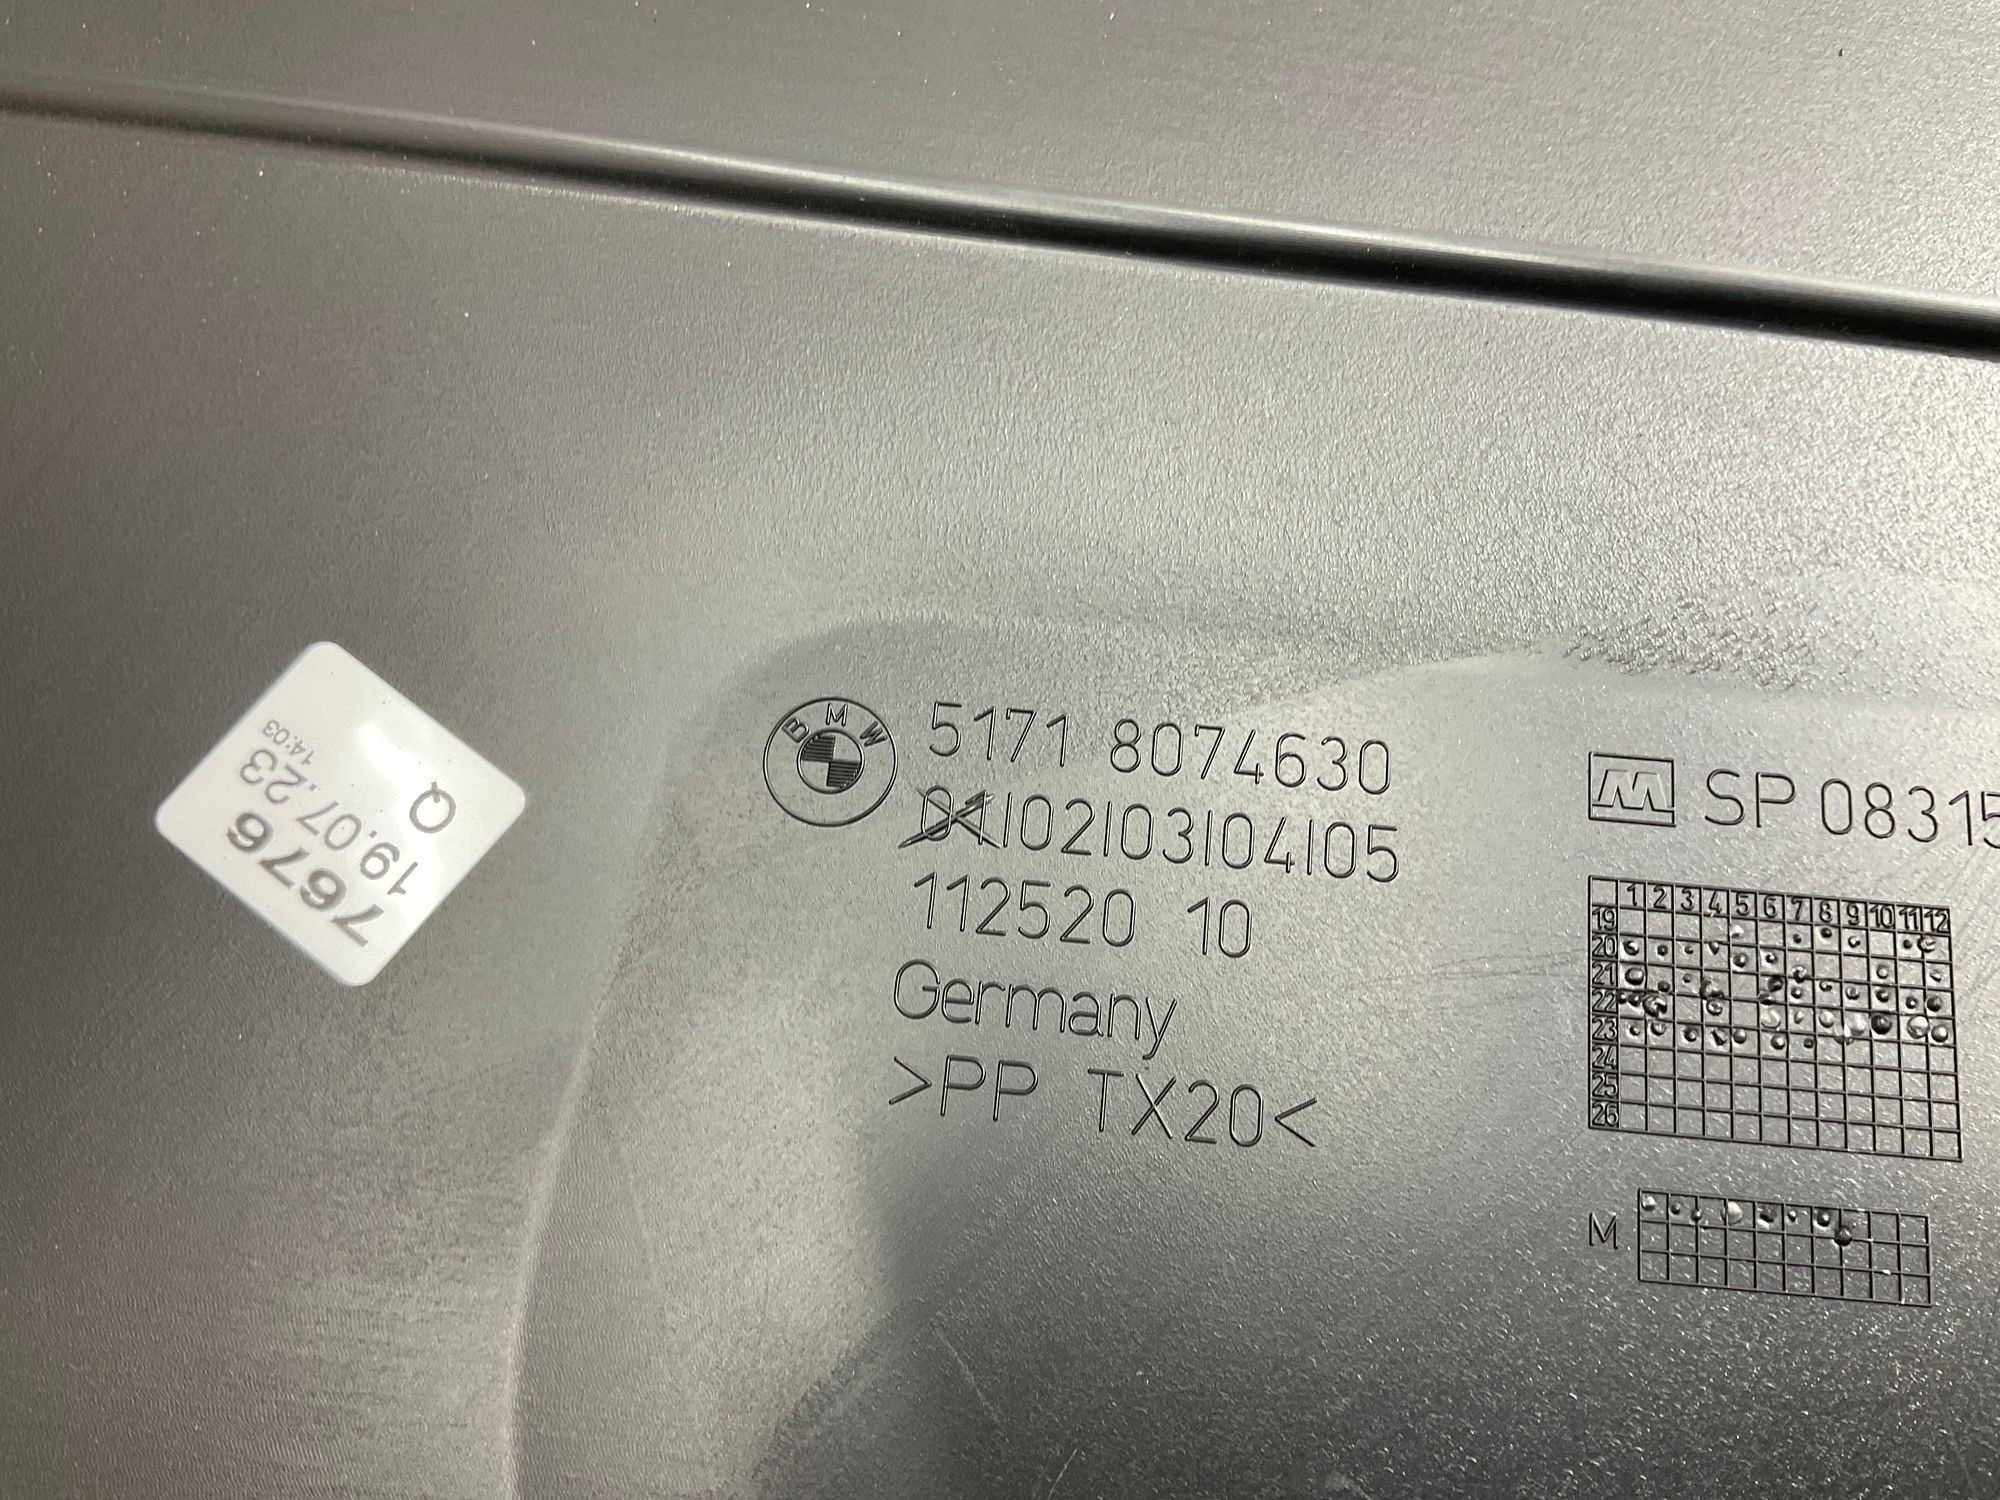 7676
19.07.23
14:03
Q
BMW
5171 8074630
01|02|03|04|05
112520 10
Germany
>PP TX20<
M SP 08315
1 2 3 4 5 6 7 8 9 10 11 12
19
20
21
22
23
24
25
26
M